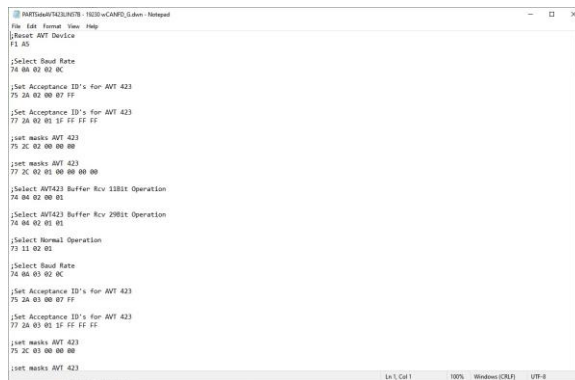 PARTSideAVT423LIN57B - 19230 wCANFD_G.dwn - Notepad
File Edit Format View Help
;Reset AVT Device
F1 A5
;Select Baud Rate
74 0A 02 02 0C
;Set Acceptance ID's for AVT 423
75 2A 02 00 07 FF
;Set Acceptance ID's for AVT 423
77 2A 02 01 1F FF FF FF
;set masks AVT 423
75 2C 02 00 00 00
;set masks AVT 423
77 2C 02 01 00 00 00 00
;Select AVT423 Buffer Rcv 11Bit Operation
74 04 02 00 01
;Select AVT423 Buffer Rcv 29Bit Operation
74 04 02 01 01
;Select Normal Operation
73 11 02 01
;Select Baud Rate
74 0A 03 02 0C
;Set Acceptance ID's for AVT 423
75 2A 03 00 07 FF
;Set Acceptance ID's for AVT 423
77 2A 03 01 1F FF FF FF
;set masks AVT 423
75 2C 03 00 00 00
;set masks AVT 423
Ln 1, Col 1 100% Windows (CRLF) UTF-8